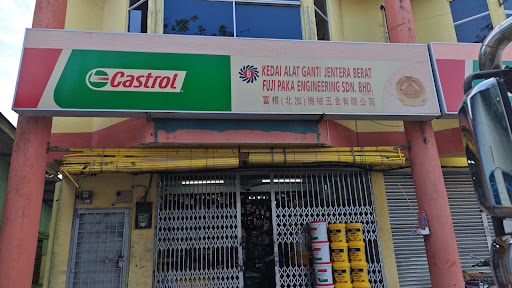 Castrol
KEDAI ALAT GANTI JENTERA BERAT
FUJI PAKA ENGINEERING SDN. BHD.
富棋(北加)機械五金有限公司